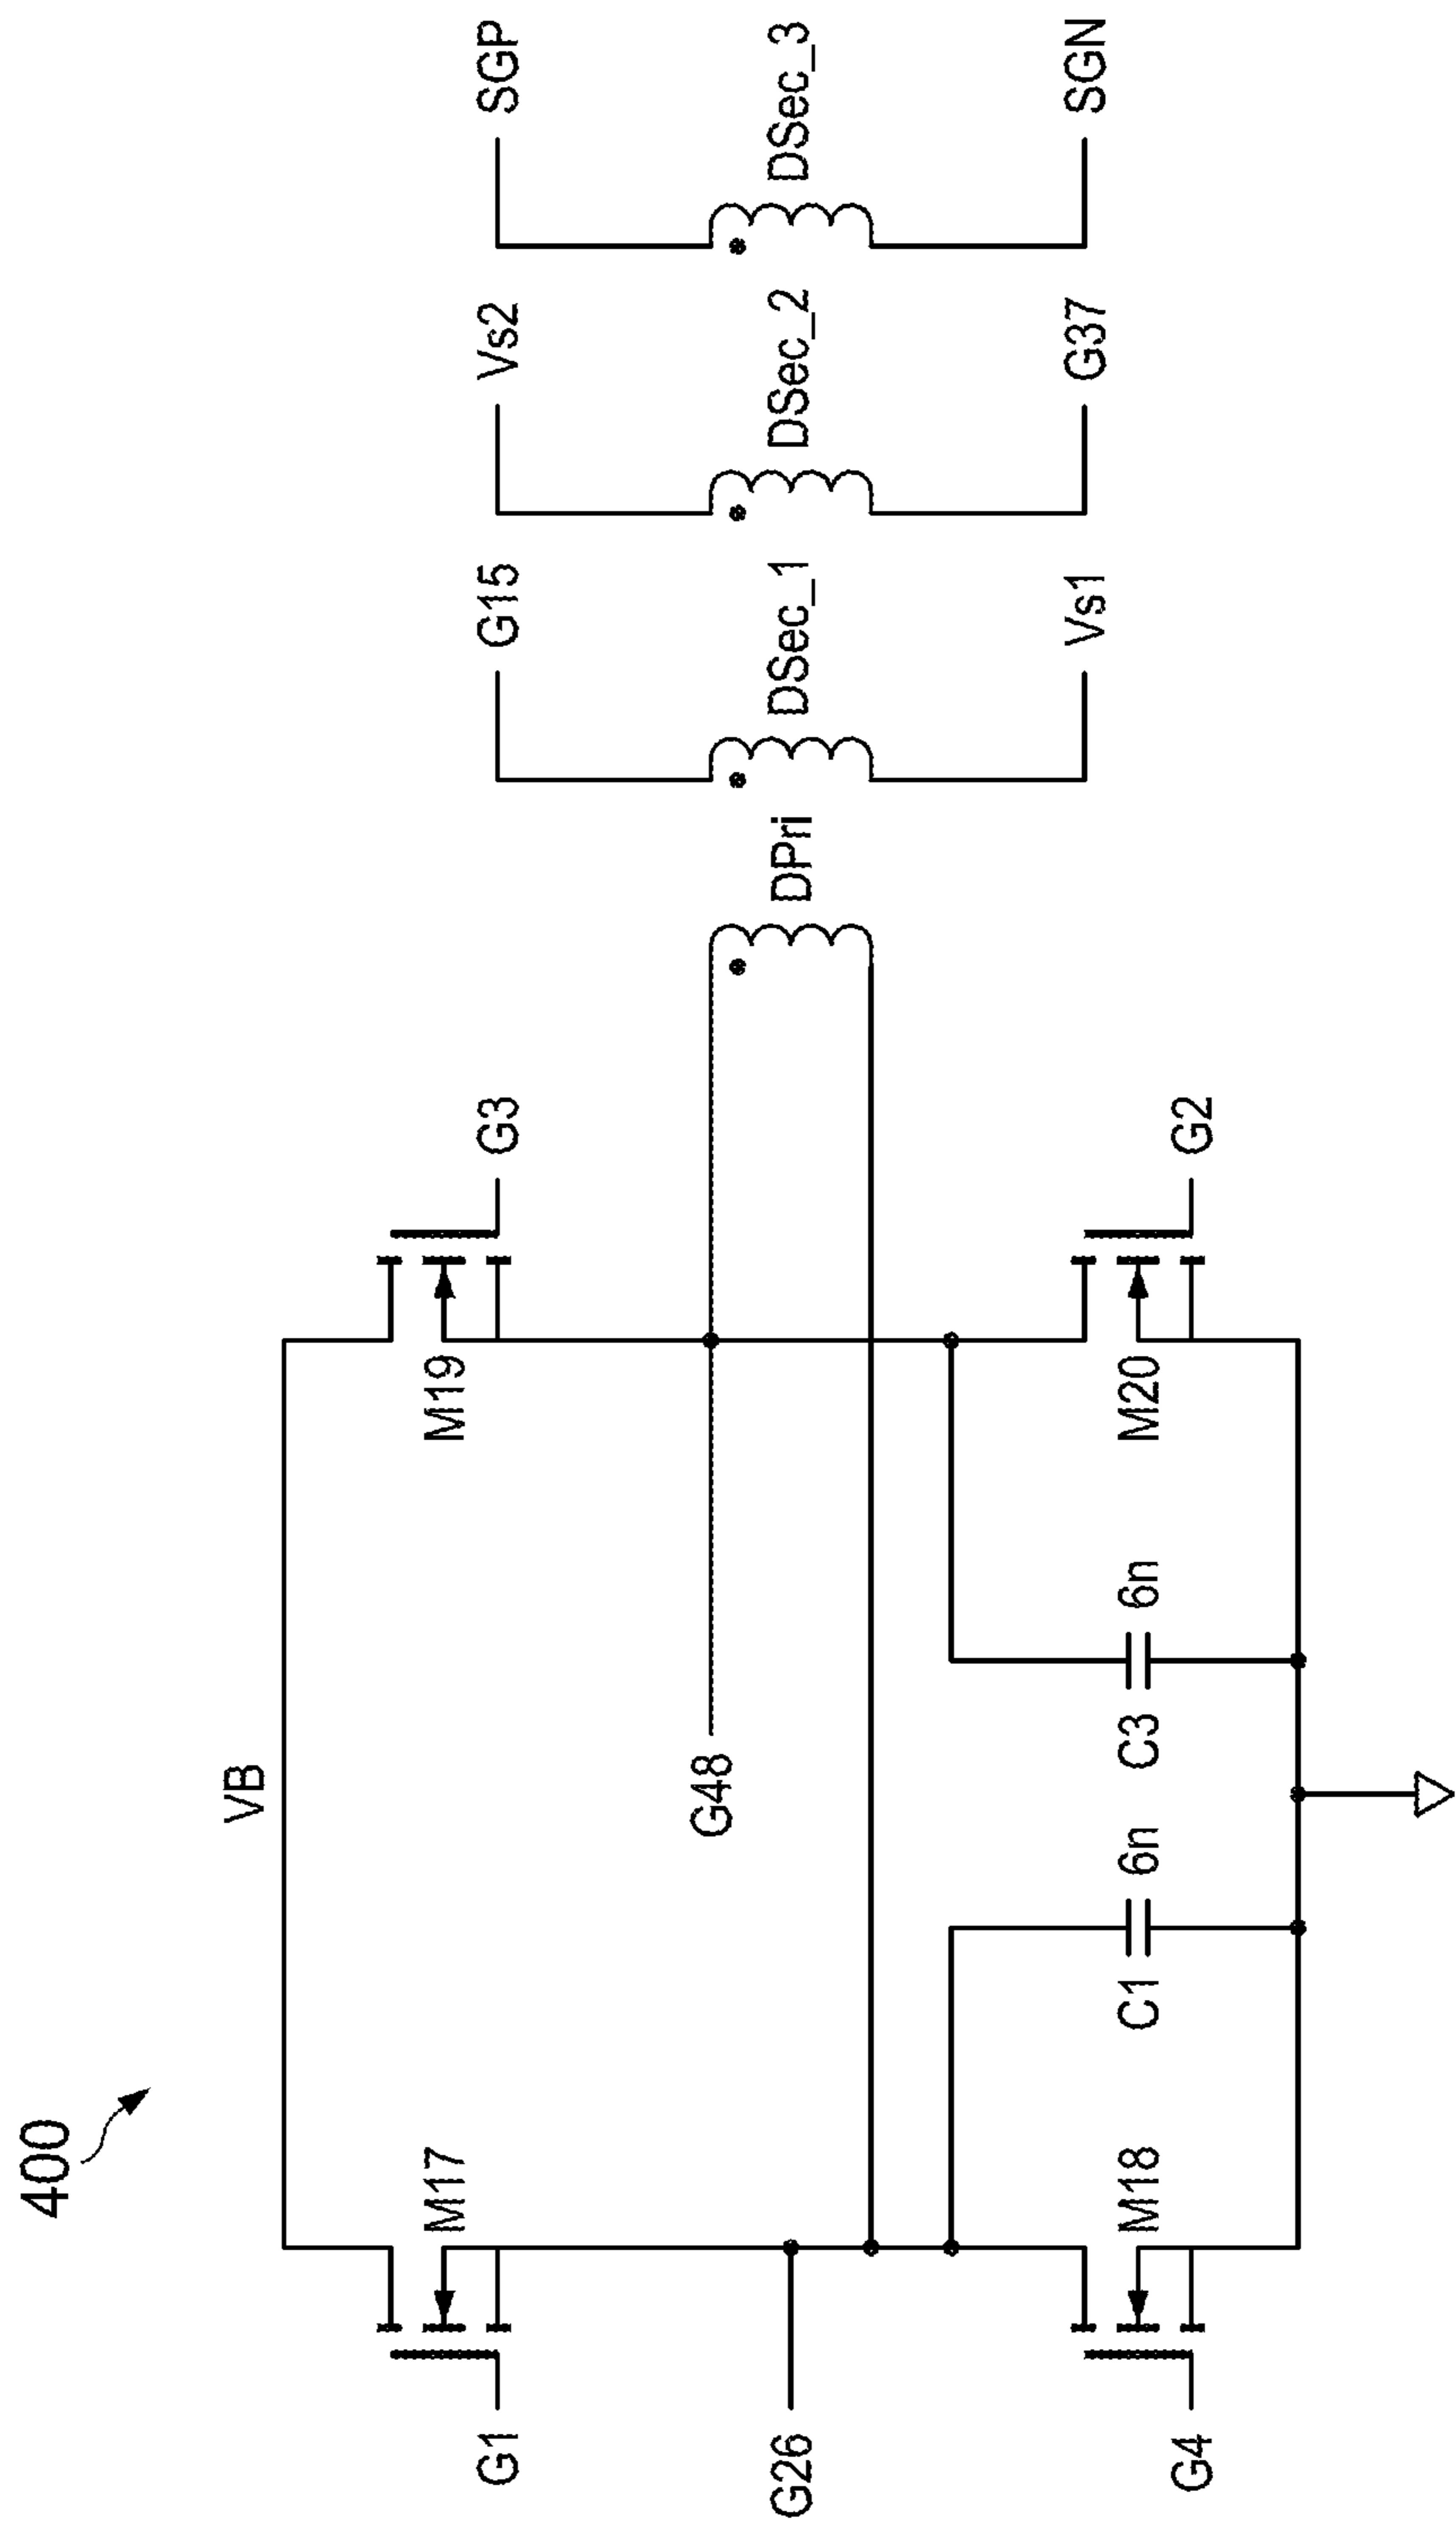 400
VB
G1
M17
M19
G3
G15
Vs2
SGP
G48
G26
DPri
DSec_1
DSec_2
DSec_3
C1
6n
C3
6n
G4
M18
M20
G2
Vs1
G37
SGN